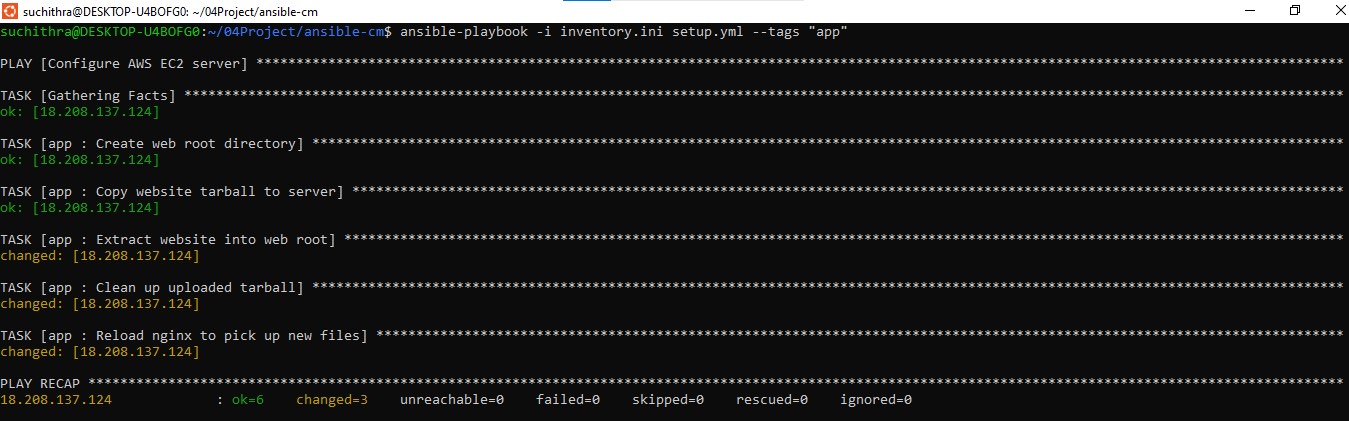 suchithra@DESKTOP-U4BOFG0: ~/04Project/ansible-cm
suchithra@DESKTOP-U4BOFG0:~/04Project/ansible-cm$ ansible-playbook -i inventory.ini setup.yml --tags "app"
PLAY [Configure AWS EC2 server] ****************************************************************************************************************************************
TASK [Gathering Facts] *************************************************************************************************************************************************
ok: [18.208.137.124]
TASK [app : Create web root directory] *********************************************************************************************************************************
ok: [18.208.137.124]
TASK [app : Copy website tarball to server] ****************************************************************************************************************************
ok: [18.208.137.124]
TASK [app : Extract website into web root] *****************************************************************************************************************************
changed: [18.208.137.124]
TASK [app : Clean up uploaded tarball] *********************************************************************************************************************************
changed: [18.208.137.124]
TASK [app : Reload nginx to pick up new files] *************************************************************************************************************************
changed: [18.208.137.124]
PLAY RECAP *************************************************************************************************************************************************************
18.208.137.124             : ok=6    changed=3    unreachable=0    failed=0    skipped=0    rescued=0    ignored=0